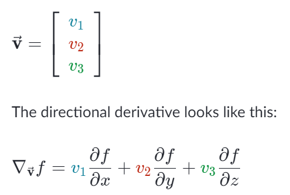 v⃗ = [ v₁ v₂ v₃ ]
The directional derivative looks like this:
∇_v⃗ f = v₁ ∂f/∂x + v₂ ∂f/∂y + v₃ ∂f/∂z